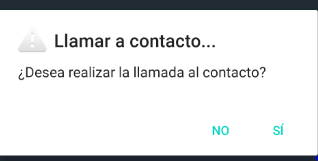 Llamar a contacto...
¿Desea realizar la llamada al contacto?
NO SÍ